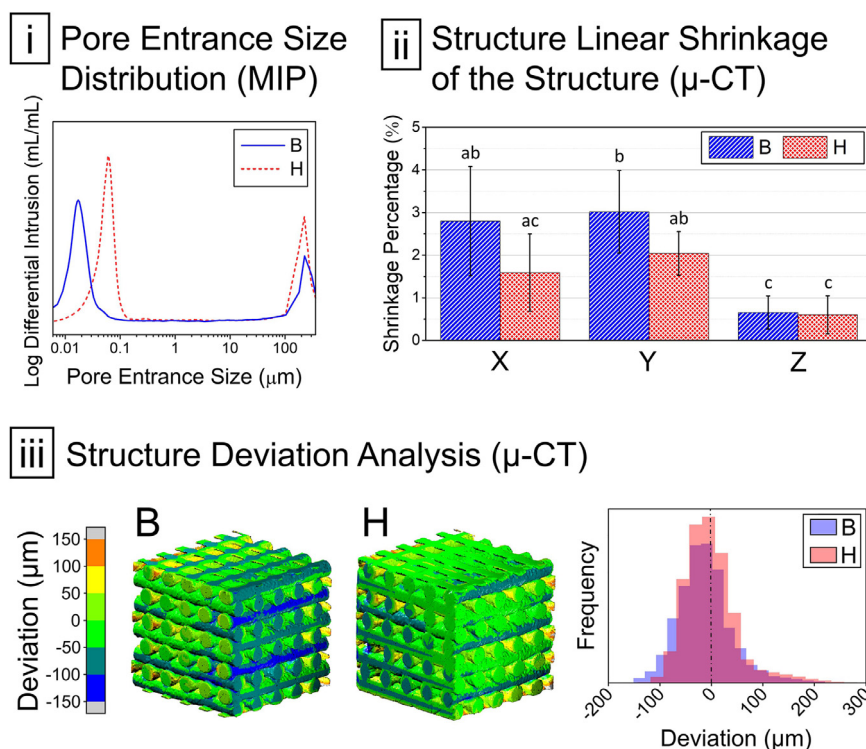 i Pore Entrance Size
Distribution (MIP)
Log Differential Intrusion (mL/mL)
B
H
0.01 0.1 1 10 100
Pore Entrance Size (μm)
ii Structure Linear Shrinkage
of the Structure (μ-CT)
Shrinkage Percentage (%)
5
4
3
2
1
0
B H
ab ac b ab c c
X Y Z
iii Structure Deviation Analysis (μ-CT)
Deviation (μm)
150
100
50
0
-50
-100
-150
B
H
Frequency
B
H
-200 -100 0 100 200 300
Deviation (μm)